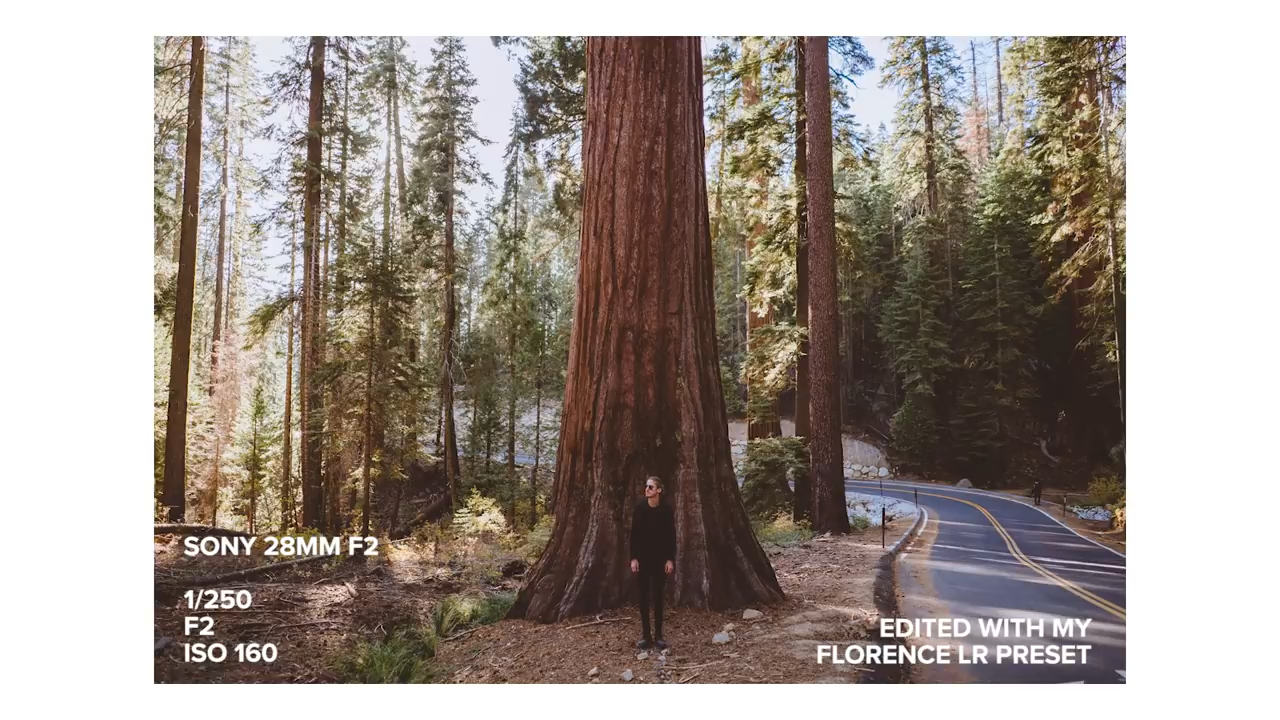 SONY 28MM F2
1/250
F2
ISO 160
EDITED WITH MY
FLORENCE LR PRESET